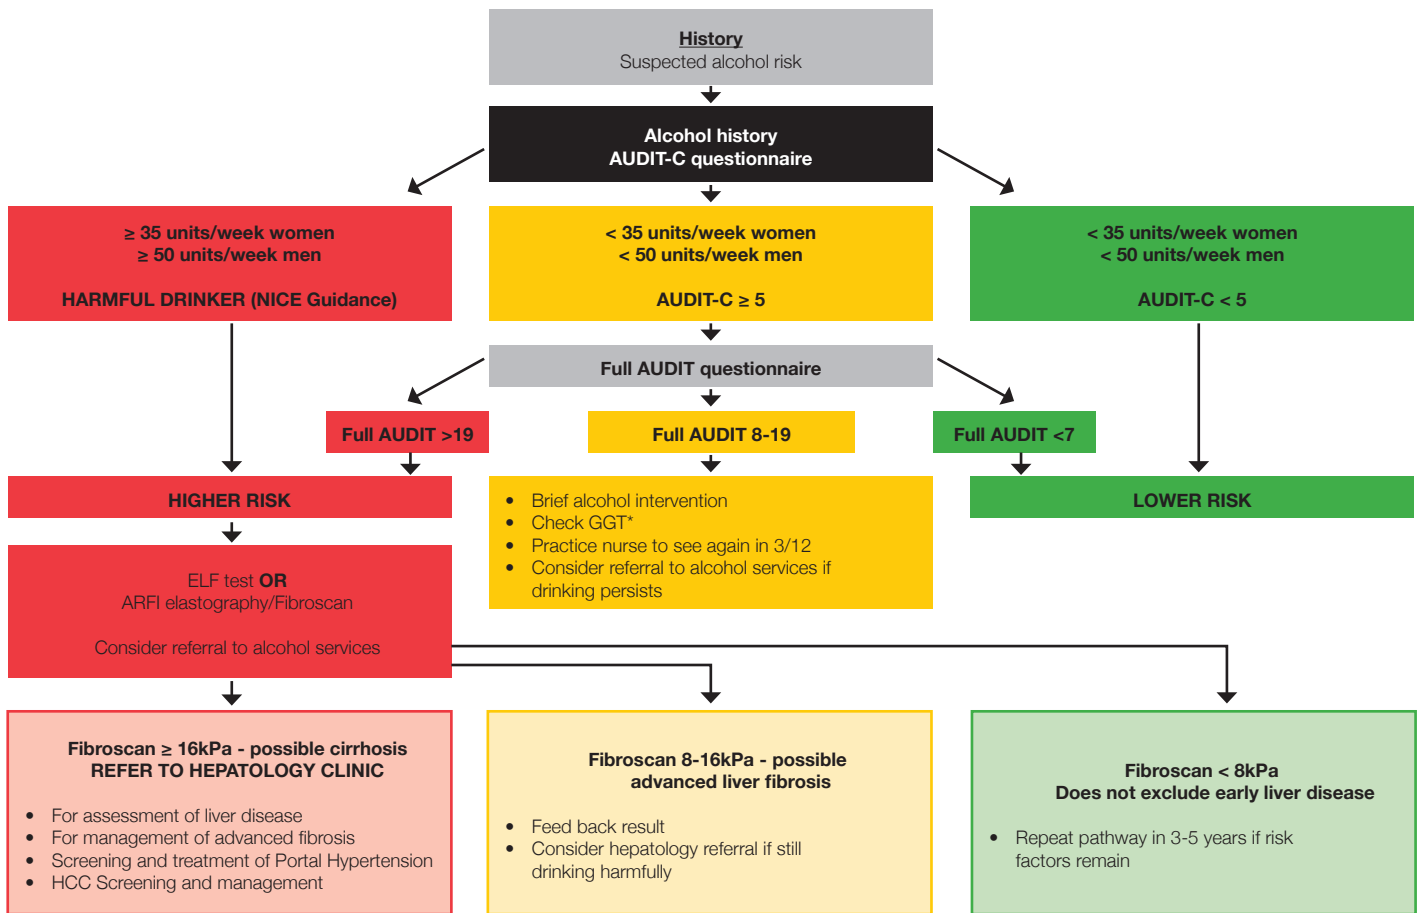 History
Suspected alcohol risk
Alcohol history
AUDIT-C questionnaire
≥ 35 units/week women
≥ 50 units/week men
HARMFUL DRINKER (NICE Guidance)
< 35 units/week women
< 50 units/week men
AUDIT-C ≥ 5
< 35 units/week women
< 50 units/week men
AUDIT-C < 5
Full AUDIT questionnaire
Full AUDIT >19
Full AUDIT 8-19
Full AUDIT <7
HIGHER RISK
• Brief alcohol intervention
• Check GGT*
• Practice nurse to see again in 3/12
• Consider referral to alcohol services if
drinking persists
LOWER RISK
ELF test OR
ARFI elastography/Fibroscan
Consider referral to alcohol services
Fibroscan ≥ 16kPa - possible cirrhosis
REFER TO HEPATOLOGY CLINIC
• For assessment of liver disease
• For management of advanced fibrosis
• Screening and treatment of Portal Hypertension
• HCC Screening and management
Fibroscan 8-16kPa - possible
advanced liver fibrosis
• Feed back result
• Consider hepatology referral if still
drinking harmfully
Fibroscan < 8kPa
Does not exclude early liver disease
• Repeat pathway in 3-5 years if risk
factors remain